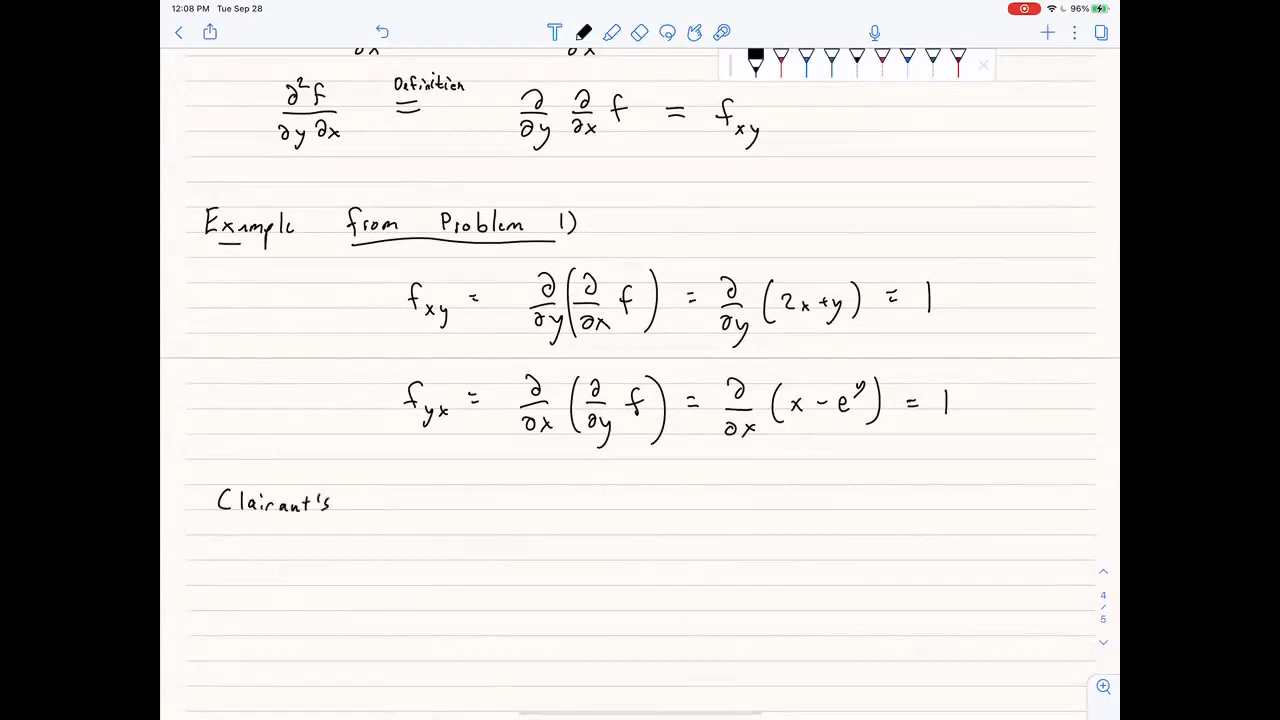 12:08 PM Tue Sep 28
96%
∂x ∂x
∂²f/∂y ∂x = Definition ∂/∂y ∂/∂x f = f_xy
Example from Problem 1)
f_xy = ∂/∂y (∂/∂x f) = ∂/∂y (2x+y) = 1
f_yx = ∂/∂x (∂/∂y f) = ∂/∂x (x - e^y) = 1
Clairant's
4
/
5